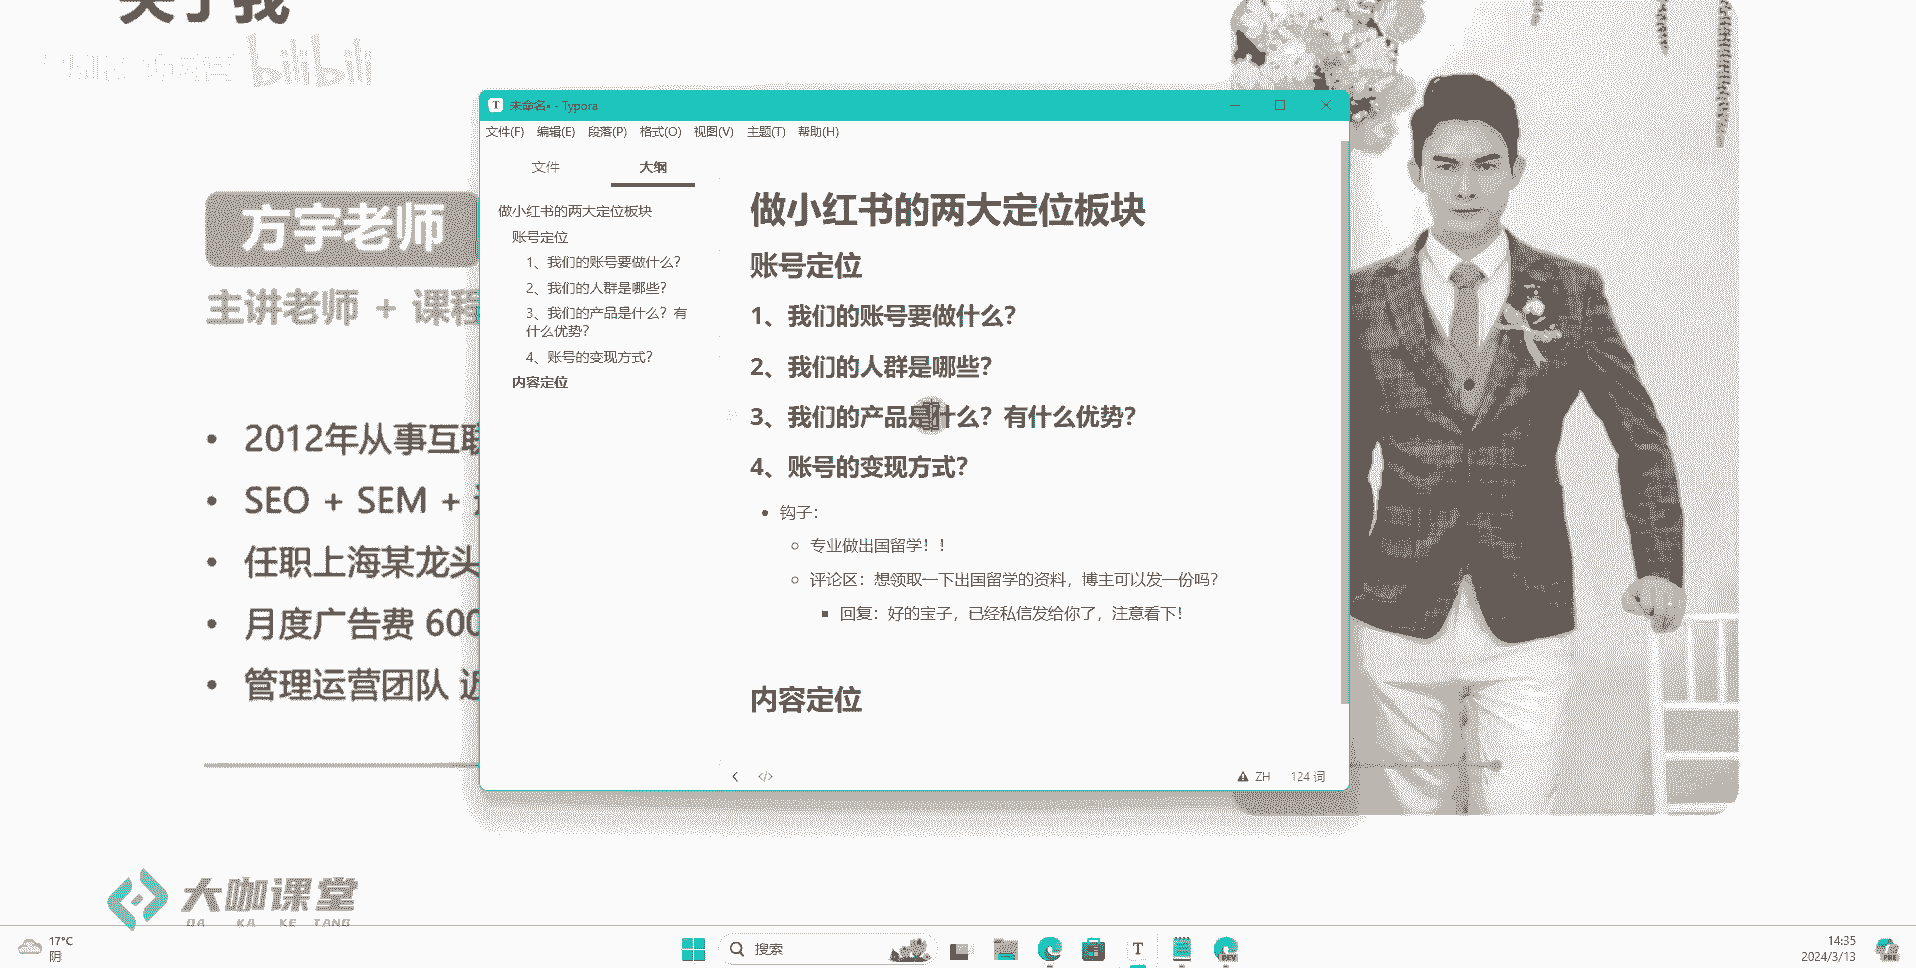 关于我
bilibili
方宇老师
主讲老师 + 课程
• 2012年从事互联
• SEO + SEM +
• 任职上海某龙头
• 月度广告费 600
• 管理运营团队 近
未命名• - Typora
文件(F) 编辑(E) 段落(P) 格式(O) 视图(V) 主题(T) 帮助(H)
文件 大纲
做小红书的两大定位板块
账号定位
1、我们的账号要做什么？
2、我们的人群是哪些？
3、我们的产品是什么？有
什么优势？
4、账号的变现方式？
内容定位
做小红书的两大定位板块
账号定位
1、我们的账号要做什么？
2、我们的人群是哪些？
3、我们的产品是什么？有什么优势？
4、账号的变现方式？
• 钩子：
专业做出国留学！！
评论区：想领取一下出国留学的资料，博主可以发一份吗？
回复：好的宝子，已经私信发给你了，注意看下！
内容定位
ZH 124 词
大咖课堂
DA KA KE TANG
17°C
阴
搜索
DEV
14:35
2024/3/13
PRE